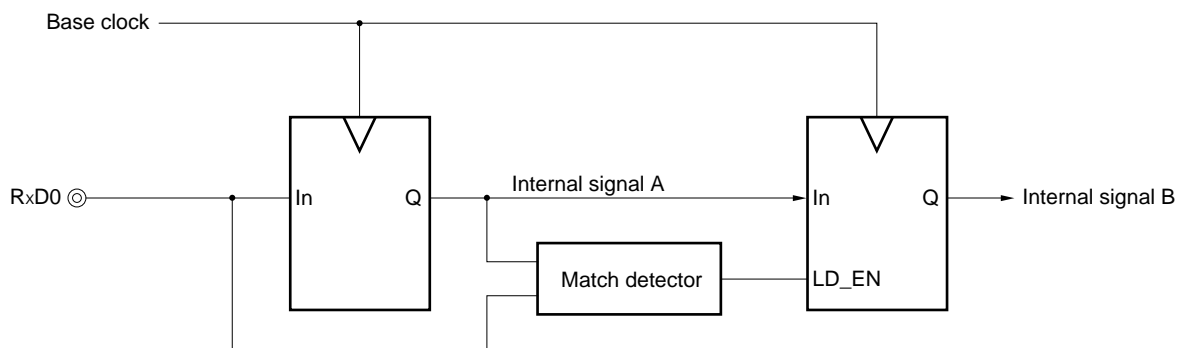 Base clock
RxD0
In
Q
Internal signal A
In
Q
Internal signal B
Match detector
LD_EN